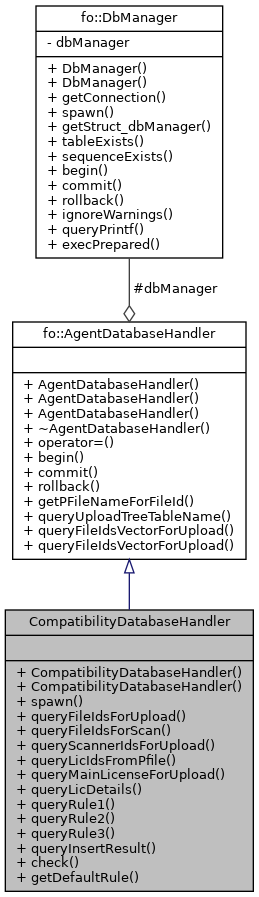 fo::DbManager
- dbManager
+ DbManager()
+ DbManager()
+ getConnection()
+ spawn()
+ getStruct_dbManager()
+ tableExists()
+ sequenceExists()
+ begin()
+ commit()
+ rollback()
+ ignoreWarnings()
+ queryPrintf()
+ execPrepared()
#dbManager
fo::AgentDatabaseHandler
+ AgentDatabaseHandler()
+ AgentDatabaseHandler()
+ AgentDatabaseHandler()
+ ~AgentDatabaseHandler()
+ operator=()
+ begin()
+ commit()
+ rollback()
+ getPFileNameForFileId()
+ queryUploadTreeTableName()
+ queryFileIdsVectorForUpload()
+ queryFileIdsVectorForUpload()
CompatibilityDatabaseHandler
+ CompatibilityDatabaseHandler()
+ CompatibilityDatabaseHandler()
+ spawn()
+ queryFileIdsForUpload()
+ queryFileIdsForScan()
+ queryScannerIdsForUpload()
+ queryLicIdsFromPfile()
+ queryMainLicenseForUpload()
+ queryLicDetails()
+ queryRule1()
+ queryRule2()
+ queryRule3()
+ queryInsertResult()
+ check()
+ getDefaultRule()